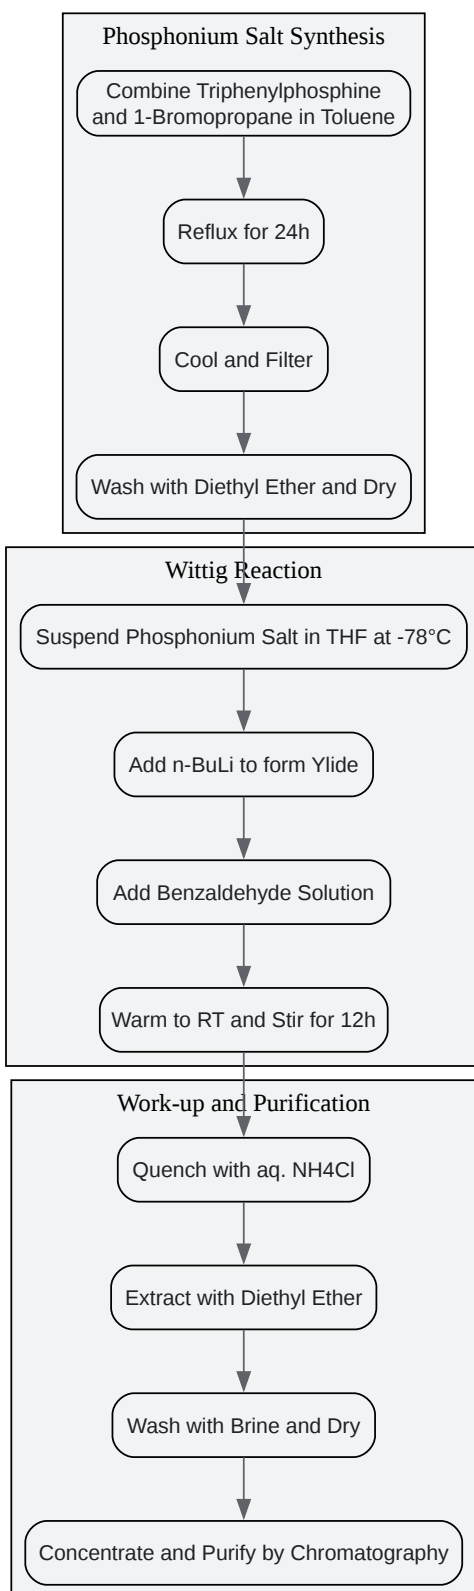 Phosphonium Salt Synthesis
Combine Triphenylphosphine
and 1-Bromopropane in Toluene
Reflux for 24h
Cool and Filter
Wash with Diethyl Ether and Dry
Wittig Reaction
Suspend Phosphonium Salt in THF at -78°C
Add n-BuLi to form Ylide
Add Benzaldehyde Solution
Warm to RT and Stir for 12h
Work-up and Purification
Quench with aq. NH4Cl
Extract with Diethyl Ether
Wash with Brine and Dry
Concentrate and Purify by Chromatography